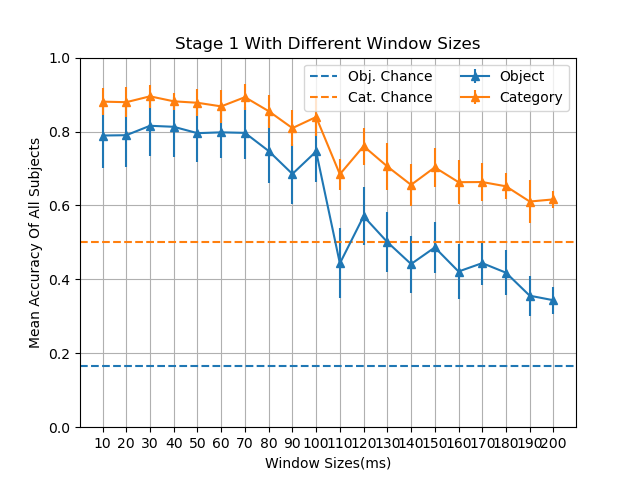 Stage 1 With Different Window Sizes
Obj. Chance
Cat. Chance
Object
Category
Mean Accuracy Of All Subjects
1.0
0.8
0.6
0.4
0.2
0.0
10 20 30 40 50 60 70 80 90 100 110 120 130 140 150 160 170 180 190 200
Window Sizes(ms)